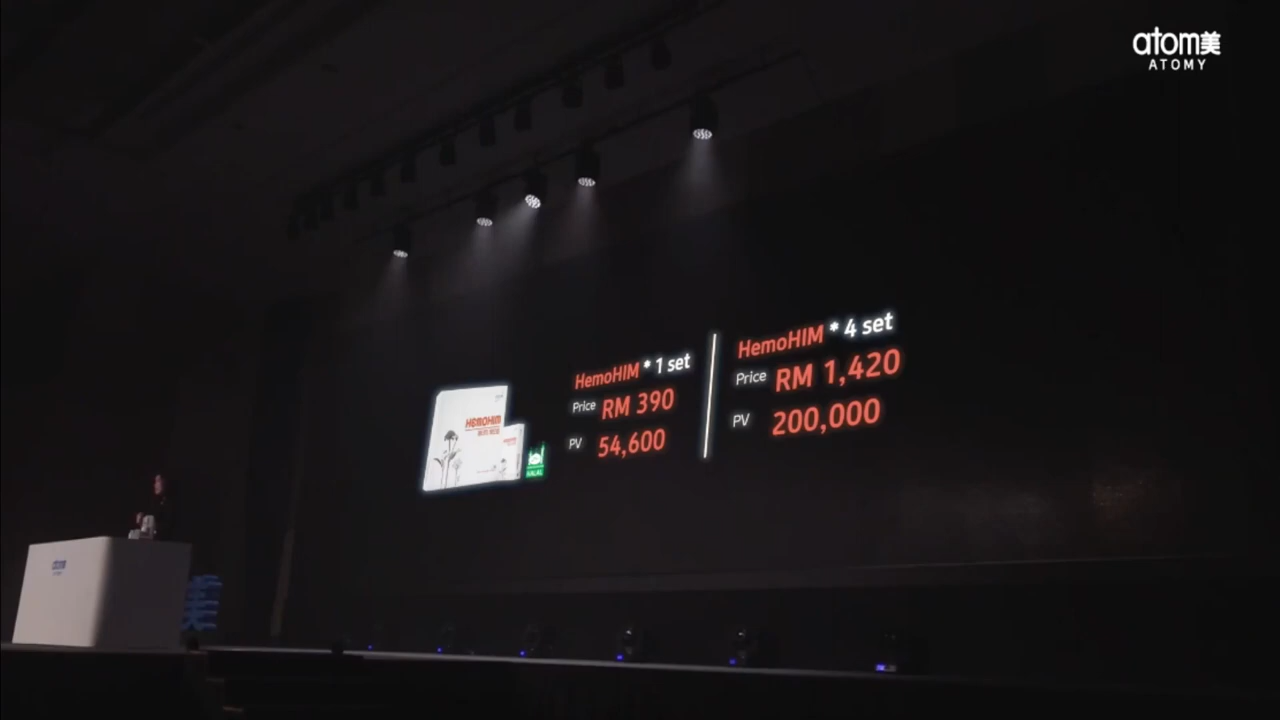 atom美
ATOMY
HemoHIM * 1 set
Price RM 390
PV 54,600
HemoHIM * 4 set
Price RM 1,420
PV 200,000
HEMOHIM
HALAL